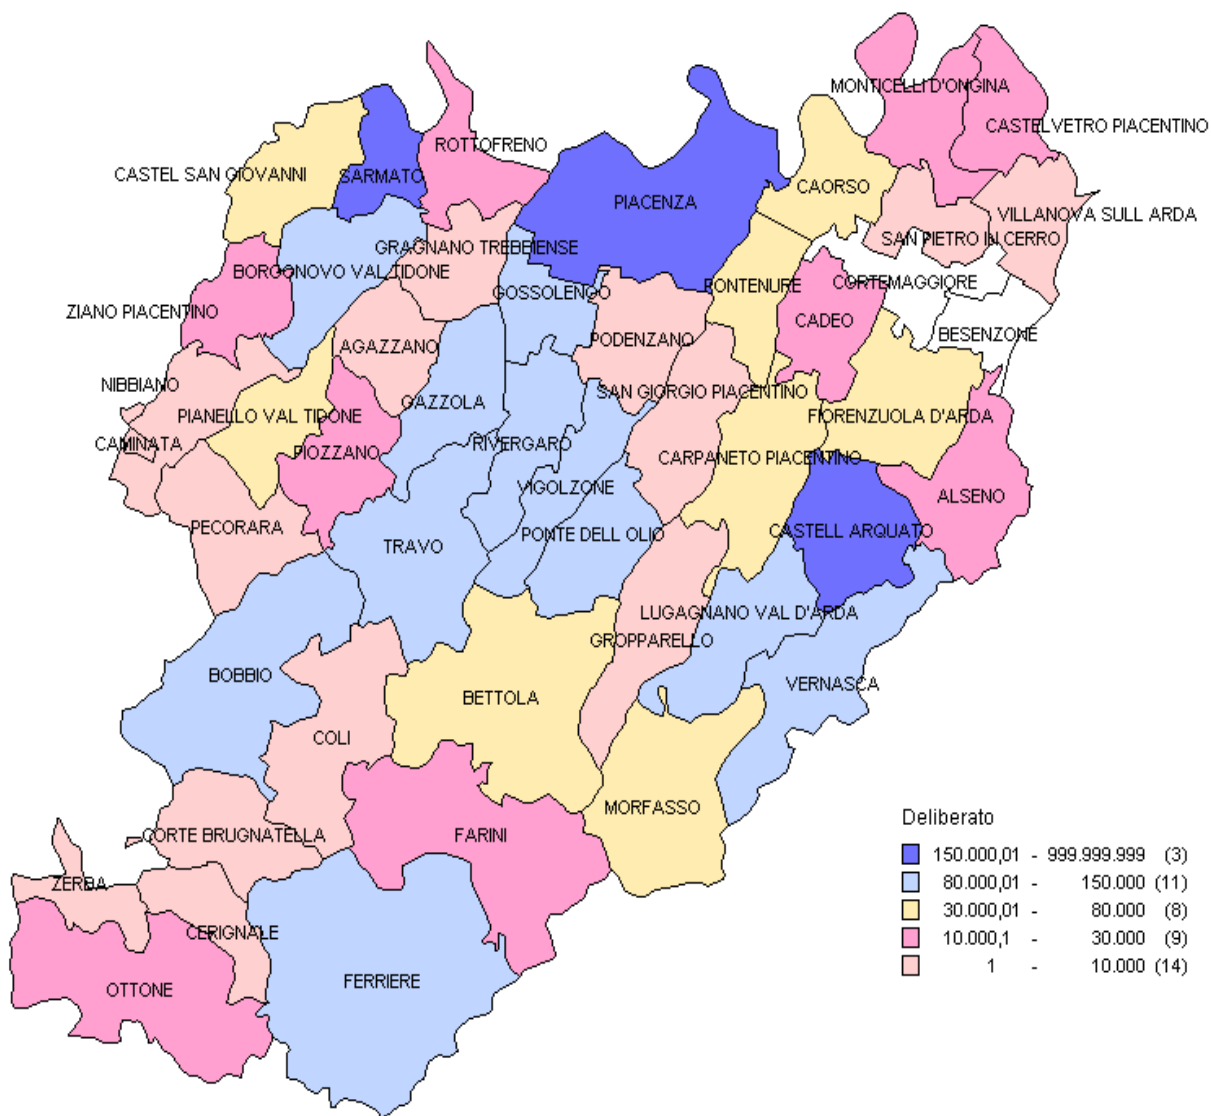 MONTICELLI D'ONGINA
CASTELVETRO PIACENTINO
ROTTOFRENO
CASTEL SAN GIOVANNI
SARMATO
CAORSO
PIACENZA
VILLANOVA SULL ARDA
SAN PIETRO IN CERRO
GRAGNANO TREBBIENSE
BORGONOVO VAL TIDONE
CORTEMAGGIORE
GOSSOLENGO
PONTENURE
ZIANO PIACENTINO
CADEO
BESENZONE
PODENZANO
AGAZZANO
NIBBIANO
SAN GIORGIO PIACENTINO
GAZZOLA
PIANELLO VAL TIDONE
FIORENZUOLA D'ARDA
CAMINATA
RIVERGARO
PIOZZANO
CARPANETO PIACENTINO
VIGOLZONE
ALSENO
PECORARA
PONTE DELL OLIO
CASTELL ARQUATO
TRAVO
LUGAGNANO VAL D'ARDA
GROPPARELLO
BOBBIO
VERNASCA
BETTOLA
COLI
MORFASSO
CORTE BRUGNATELLA
FARINI
ZERBA
CERIGNALE
FERRIERE
OTTONE
Deliberato
150.000,01 - 999.999.999 (3)
80.000,01 - 150.000 (11)
30.000,01 - 80.000 (8)
10.000,1 - 30.000 (9)
1 - 10.000 (14)